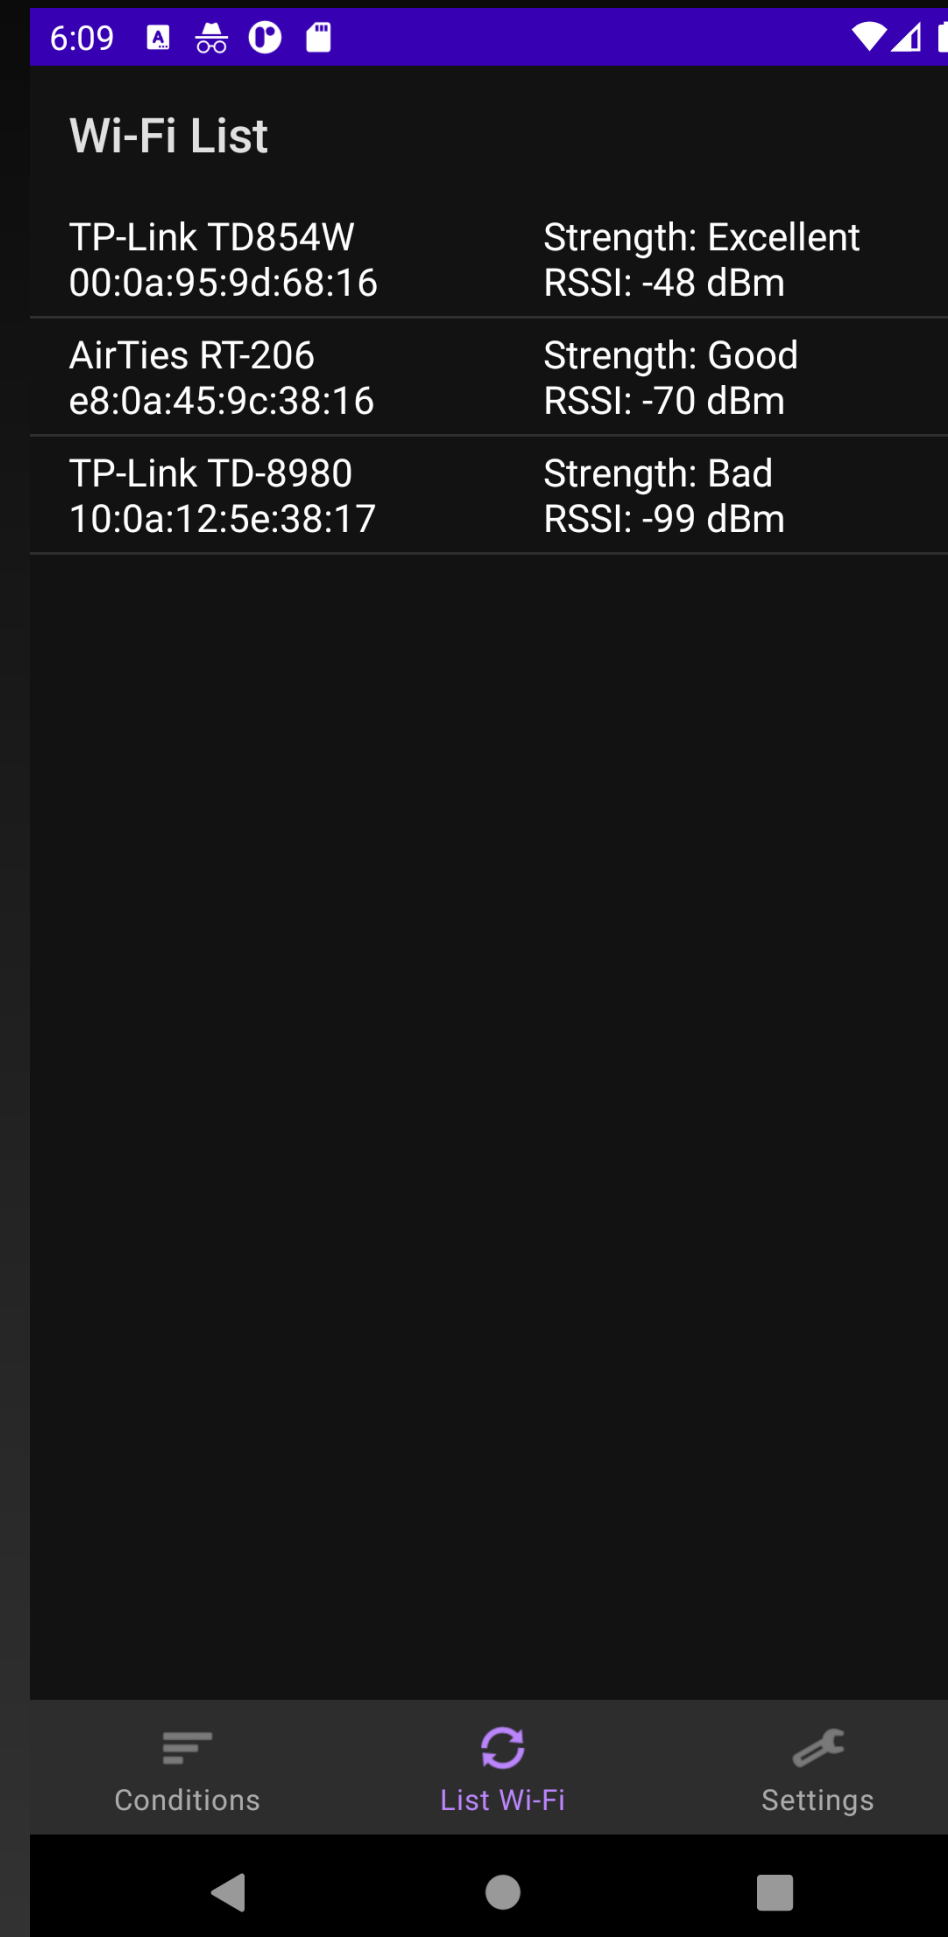 6:09
Wi-Fi List
TP-Link TD854W
Strength: Excellent
00:0a:95:9d:68:16
RSSI: -48 dBm
AirTies RT-206
Strength: Good
e8:0a:45:9c:38:16
RSSI: -70 dBm
TP-Link TD-8980
Strength: Bad
10:0a:12:5e:38:17
RSSI: -99 dBm
Conditions
List Wi-Fi
Settings